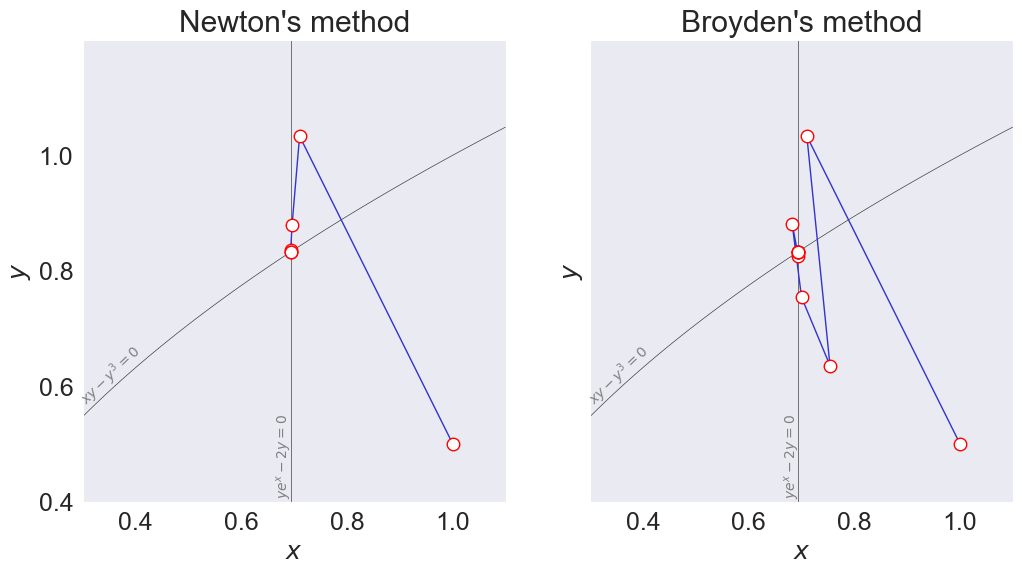 Newton's method
y
1.0
0.8
0.6
0.4
xy − y³ = 0
yeˣ − 2y = 0
0.4 0.6 0.8 1.0
x
Broyden's method
y
xy − y³ = 0
yeˣ − 2y = 0
0.4 0.6 0.8 1.0
x